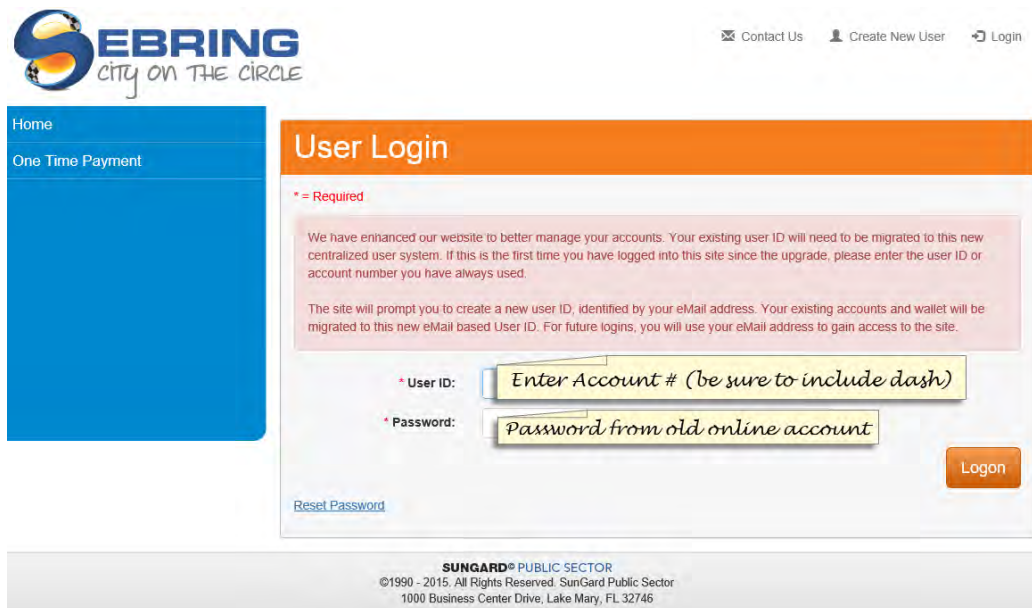 SEBRING
CITY ON THE CIRCLE
Contact Us
Create New User
Login
Home
One Time Payment
User Login
* = Required
We have enhanced our website to better manage your accounts. Your existing user ID will need to be migrated to this new
centralized user system. If this is the first time you have logged into this site since the upgrade, please enter the user ID or
account number you have always used.
The site will prompt you to create a new user ID, identified by your eMail address. Your existing accounts and wallet will be
migrated to this new eMail based User ID. For future logins, you will use your eMail address to gain access to the site.
* User ID:
Enter Account # (be sure to include dash)
* Password:
Password from old online account
Logon
Reset Password
SUNGARD® PUBLIC SECTOR
©1990 - 2015. All Rights Reserved. SunGard Public Sector
1000 Business Center Drive, Lake Mary, FL 32746